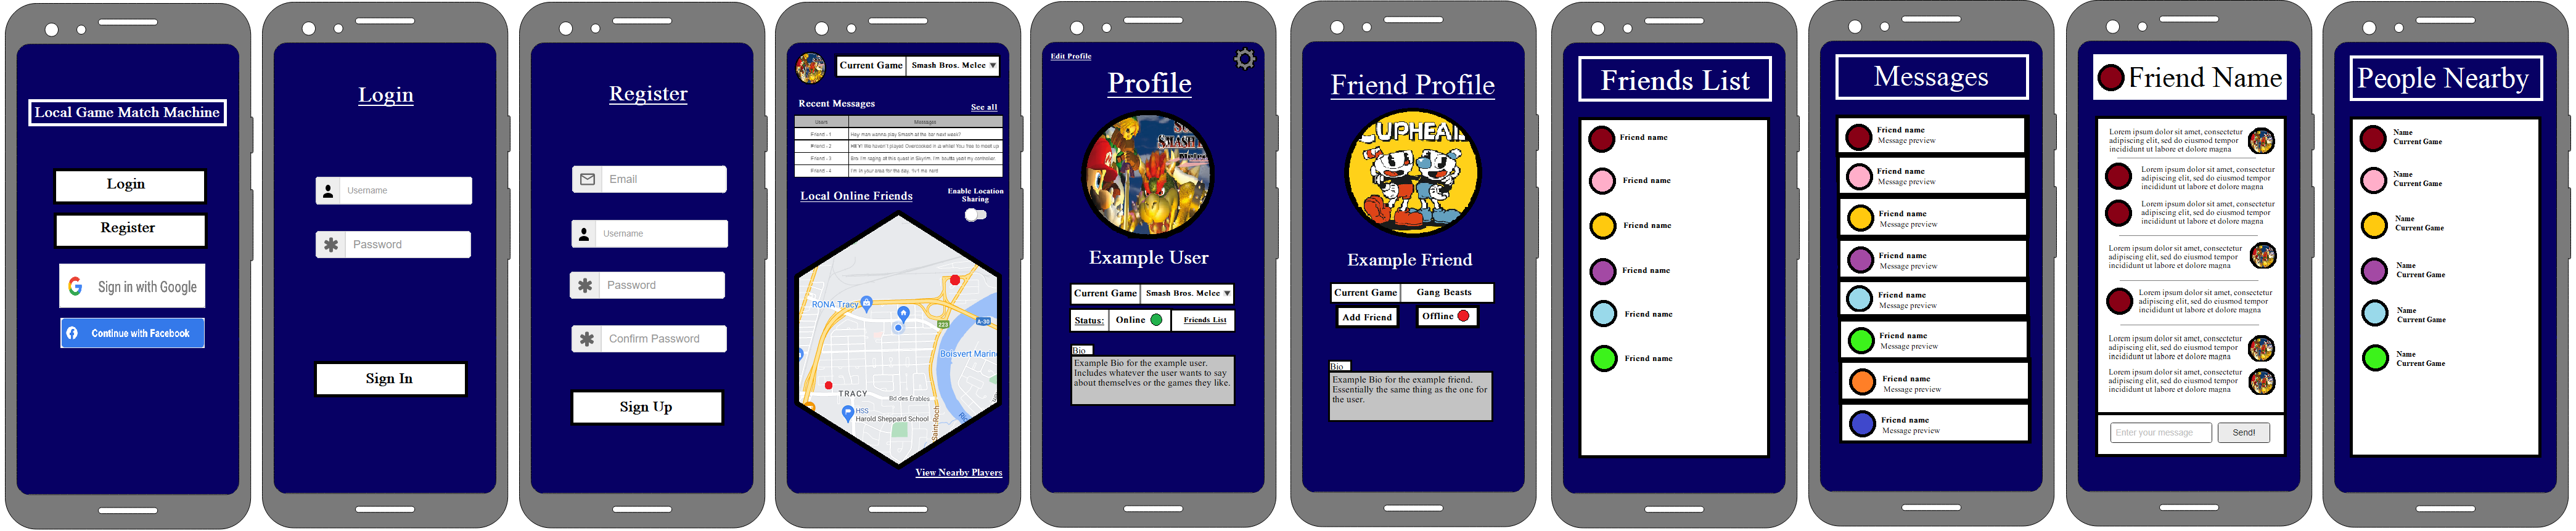 Local Game Match Machine
Login
Register
Sign in with Google
Continue with Facebook
Login
Username
Password
Sign In
Register
Email
Username
Password
Confirm Password
Sign Up
Current Game
Smash Bros. Melee
Recent Messages
See all
Users
Messages
Friend - 1
Hey man wanna play Smash at the bar next week?
Friend - 2
We haven't played Overcooked in a while! You free to meet up
Friend - 3
Bro I'm raging at this quest in Skyrim. I'm boutta yeet my controller.
Friend - 4
I'm in your area for the day.
Local Online Friends
Enable Location
Sharing
RONA Tracy
223
A-30
Boisvert Marin
TRACY
Bd des Érables
HSS
Harold Sheppard School
Saint-Roch
View Nearby Players
Edit Profile
Profile
Example User
Current Game
Smash Bros. Melee
Status:
Online
Friends List
Bio
Example Bio for the example user.
Includes whatever the user wants to say
about themselves or the games they like.
Friend Profile
CUPHEAD
Example Friend
Current Game
Gang Beasts
Add Friend
Offline
Bio
Example Bio for the example friend.
Essentially the same thing as the one for
the user.
Friends List
Friend name
Friend name
Friend name
Friend name
Friend name
Friend name
Messages
Friend name
Message preview
Friend name
Message preview
Friend name
Message preview
Friend name
Message preview
Friend name
Message preview
Friend name
Message preview
Friend name
Message preview
Friend name
Message preview
Friend Name
Lorem ipsum dolor sit amet, consectetur
adipiscing elit, sed do eiusmod tempor
incididunt ut labore et dolore magna
Lorem ipsum dolor sit amet, consectetur
adipiscing elit, sed do eiusmod tempor
incididunt ut labore et dolore magna
Lorem ipsum dolor sit amet, consectetur
adipiscing elit, sed do eiusmod tempor
incididunt ut labore et dolore magna
Lorem ipsum dolor sit amet, consectetur
adipiscing elit, sed do eiusmod tempor
incididunt ut labore et dolore magna
Lorem ipsum dolor sit amet, consectetur
adipiscing elit, sed do eiusmod tempor
incididunt ut labore et dolore magna
Lorem ipsum dolor sit amet, consectetur
adipiscing elit, sed do eiusmod tempor
incididunt ut labore et dolore magna
Lorem ipsum dolor sit amet, consectetur
adipiscing elit, sed do eiusmod tempor
incididunt ut labore et dolore magna
Enter your message
Send!
People Nearby
Name
Current Game
Name
Current Game
Name
Current Game
Name
Current Game
Name
Current Game
Name
Current Game